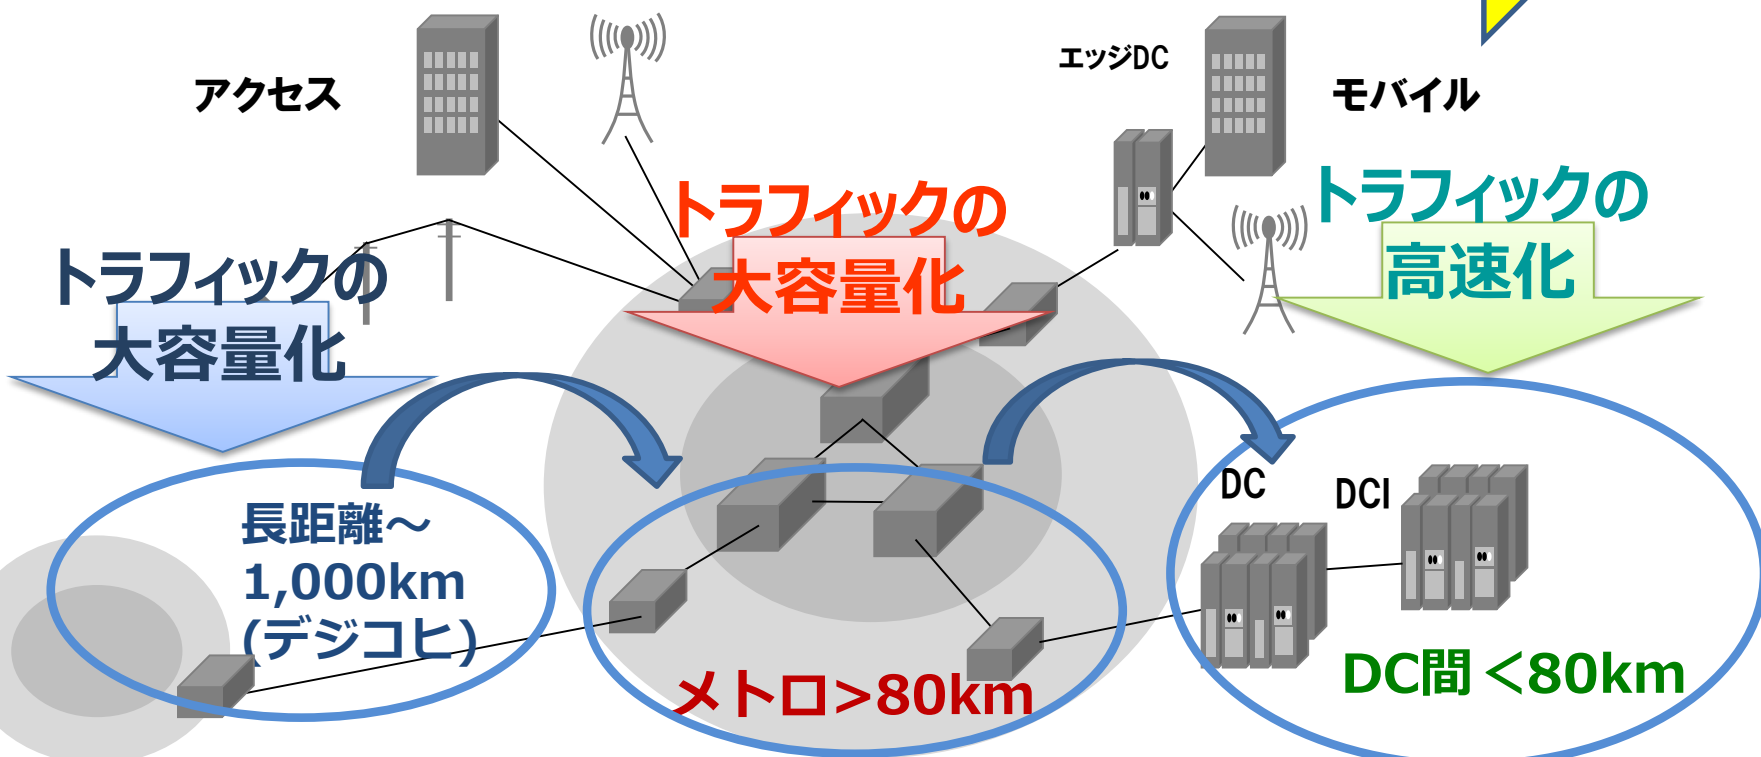 アクセス
エッジDC
モバイル
トラフィックの
大容量化
トラフィックの
大容量化
トラフィックの
高速化
長距離～
1,000km
(デジコヒ)
メトロ>80km
DC
DCI
DC間＜80km